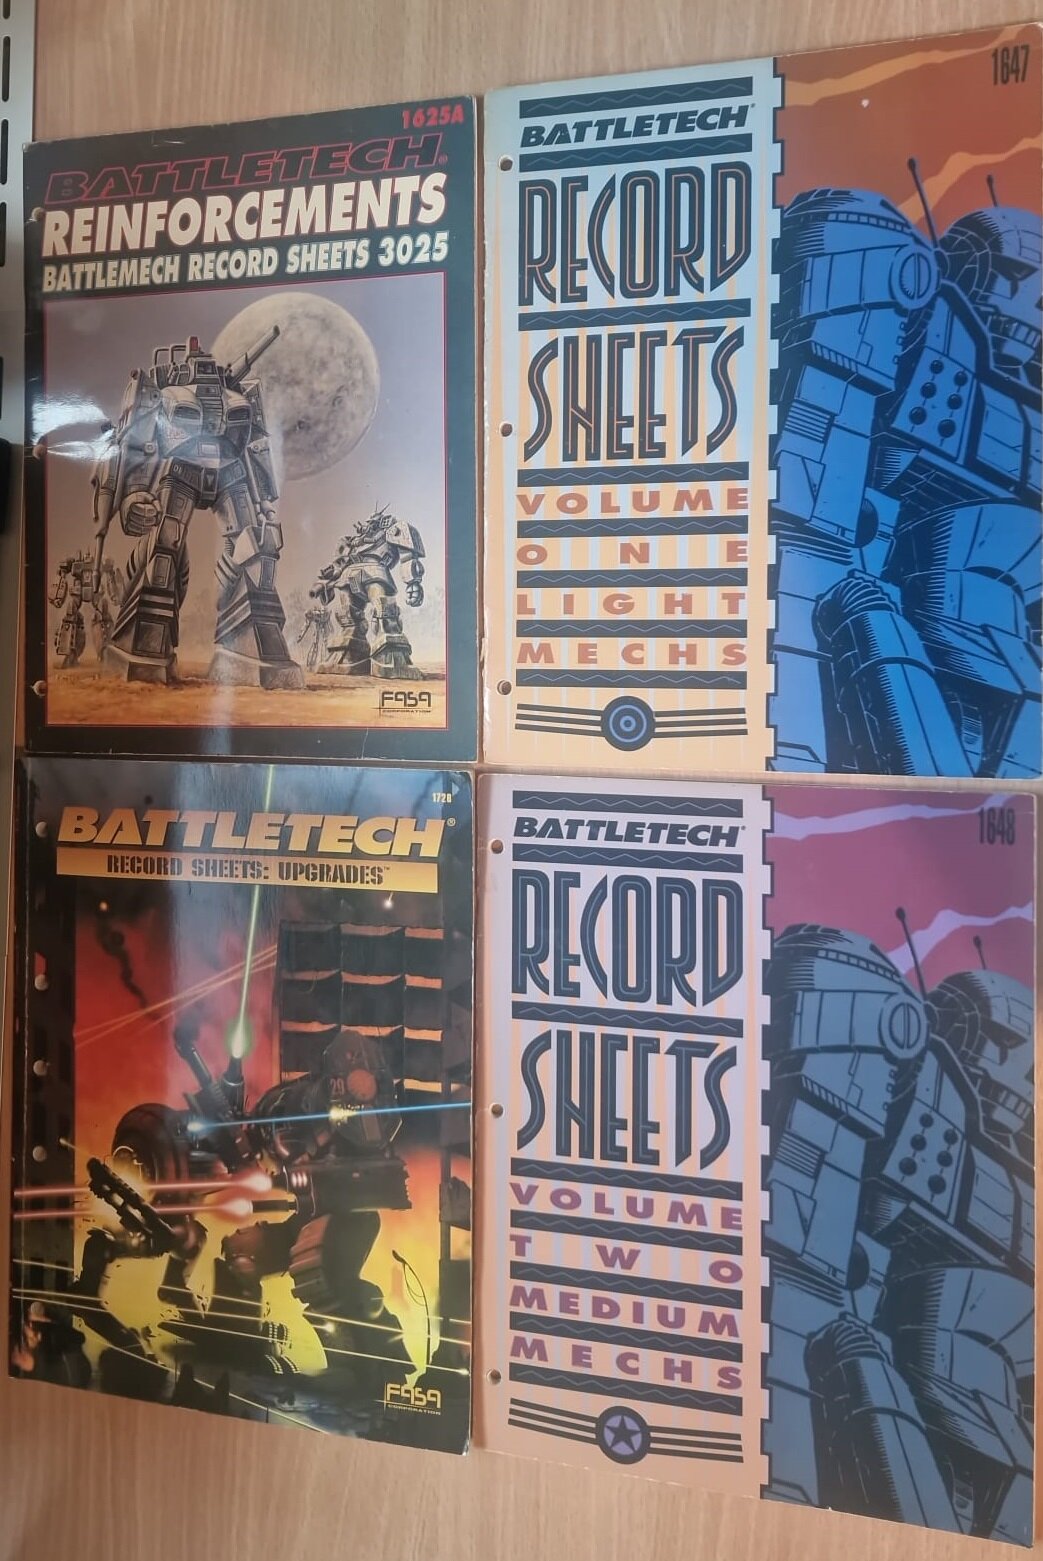 1625A
BATTLETECH®
REINFORCEMENTS
BATTLEMECH RECORD SHEETS 3025
FASA
CORPORATION
1647
BATTLETECH®
RECORD
SHEETS
VOLUME
ONE
LIGHT
MECHS
1720
BATTLETECH®
RECORD SHEETS: UPGRADES™
FASA
CORPORATION
1648
BATTLETECH®
RECORD
SHEETS
VOLUME
TWO
MEDIUM
MECHS